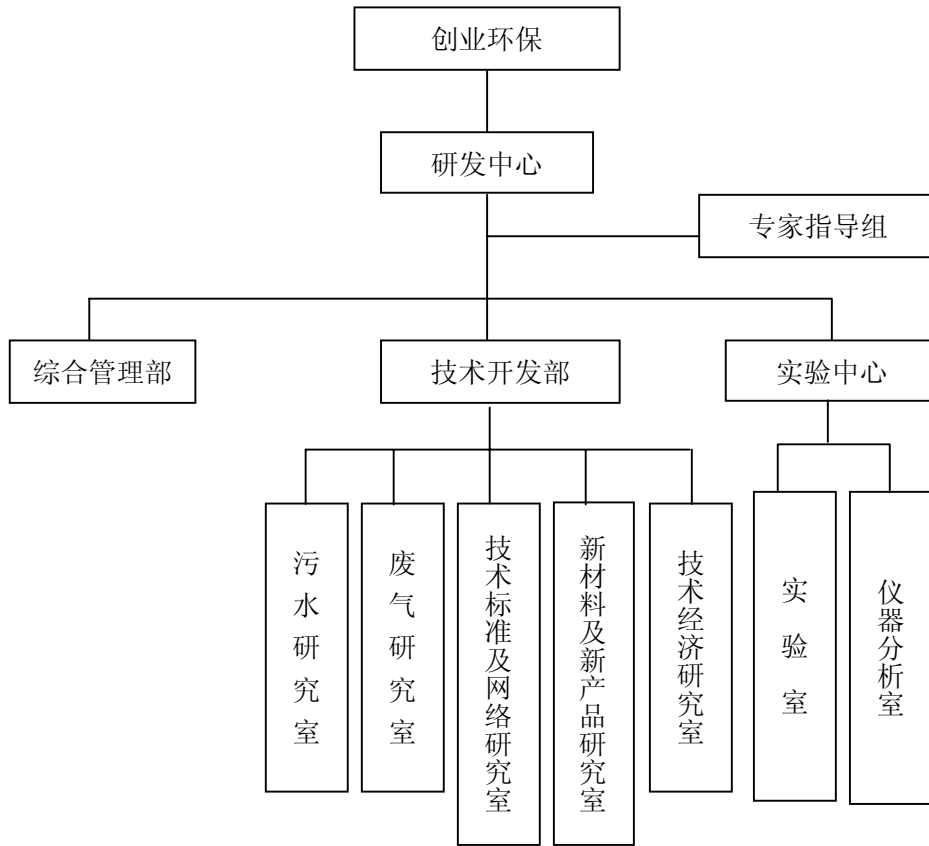 创业环保
研发中心
专家指导组
综合管理部
技术开发部
实验中心
污水研究室
废气研究室
技术标准及网络研究室
新材料及新产品研究室
技术经济研究室
实验室
仪器分析室